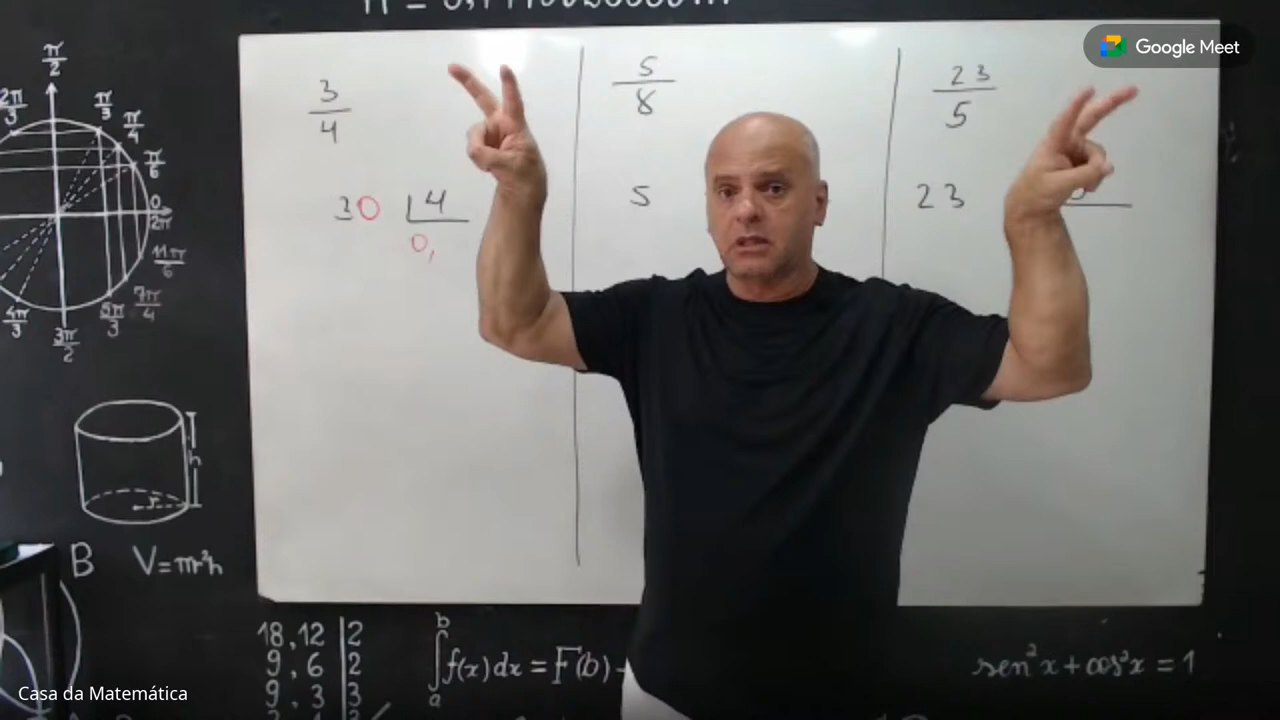 Google Meet
π/2
2π/3
π/3
π/4
π/6
0
2π
11π/6
7π/4
5π/3
3π/2
4π/3
3/4
30 4
0,
5/8
5
23/5
23
h
r
B V=πr²h
18,12 | 2
9, 6 | 2
9, 3 | 3
b
∫f(x)dx = F(b) -
a
sen²x + cos²x = 1
Casa da Matemática